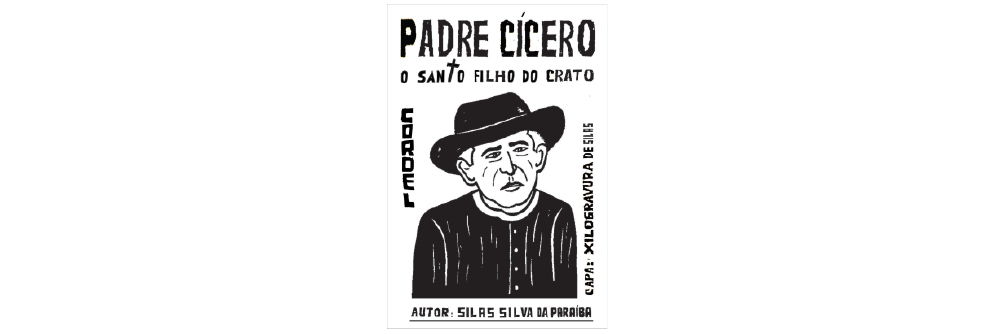 PADRE CÍCERO
O SANTO FILHO DO CRATO
CORDEL
CAPA: XILOGRAVURA DE SILAS
AUTOR: SILAS SILVA DA PARAÍBA